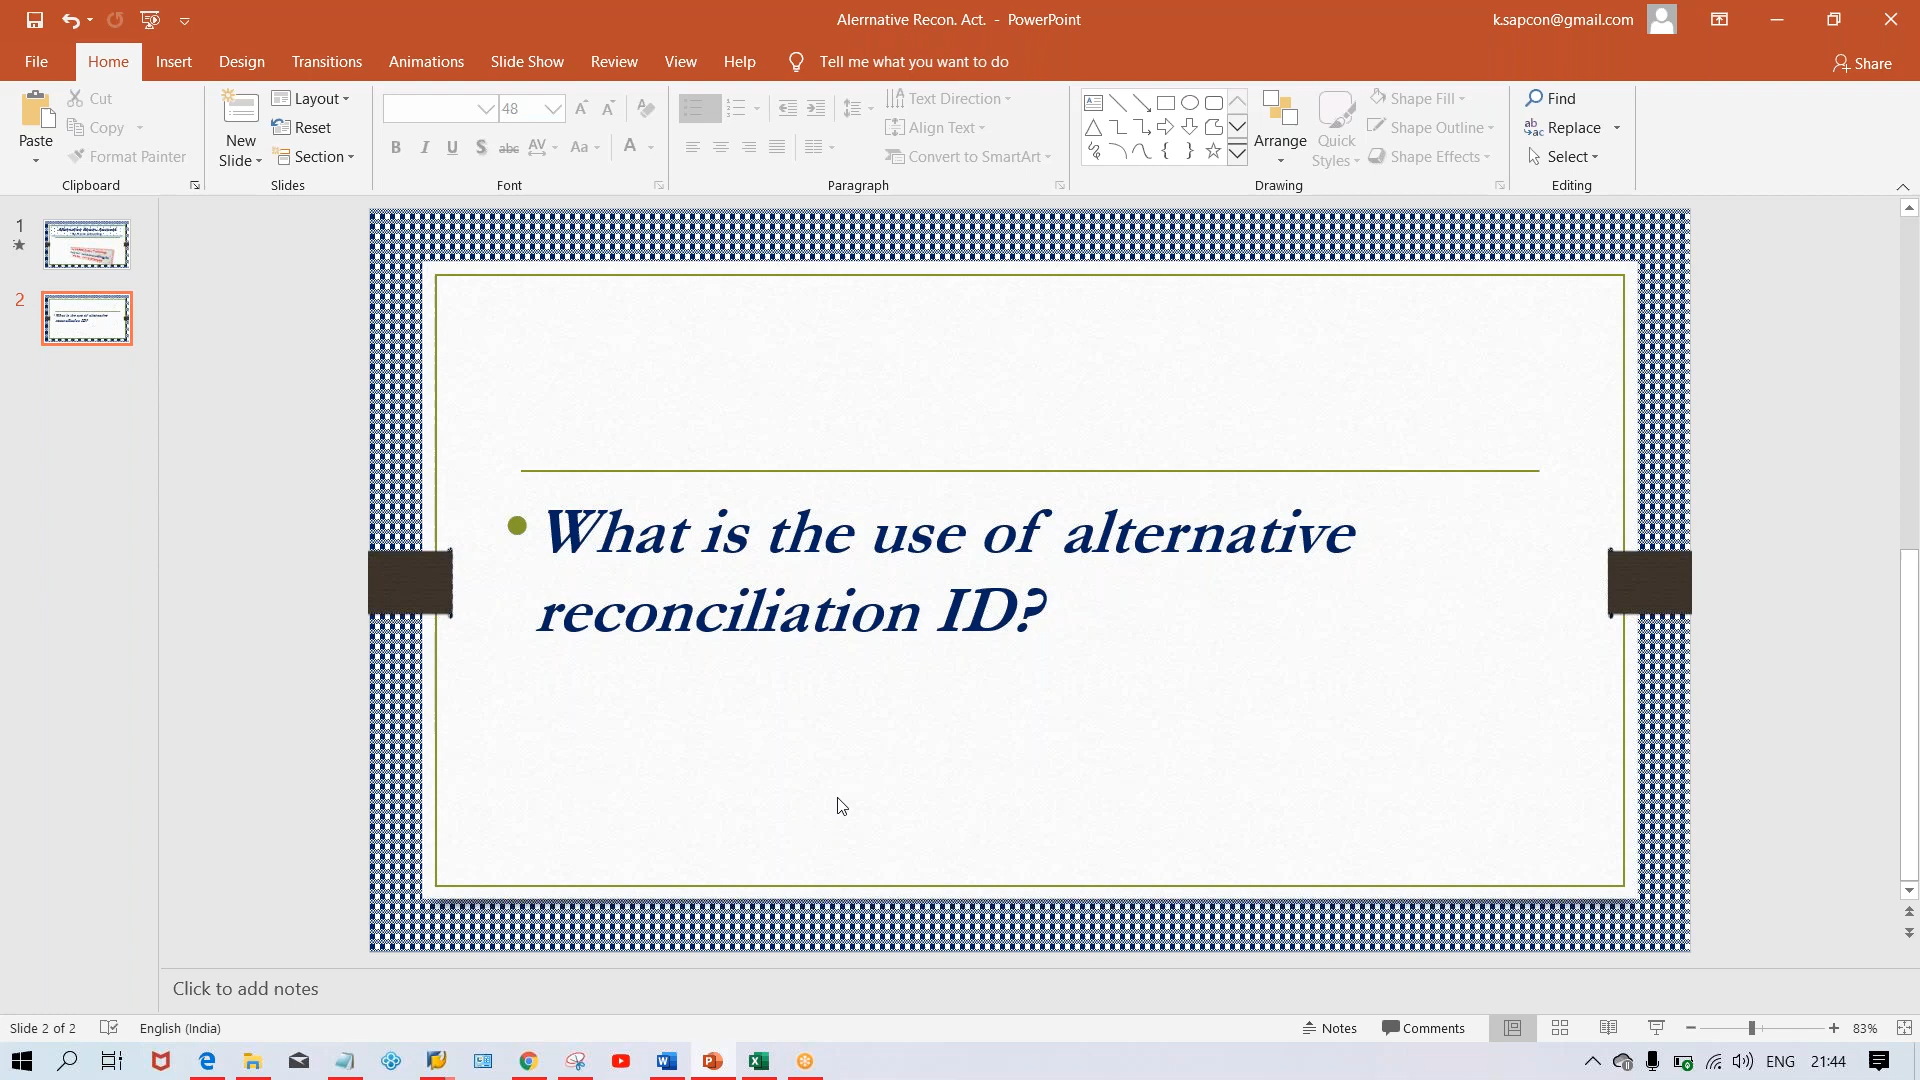 Alerrnative Recon. Act. - PowerPoint
k.sapcon@gmail.com
File Home Insert Design Transitions Animations Slide Show Review View Help Tell me what you want to do
Share
Paste
Cut
Copy
Format Painter
Clipboard
New
Slide
Layout
Reset
Section
Slides
48
B I U S abc AV Aa A
Font
Text Direction
Align Text
Convert to SmartArt
Paragraph
Arrange
Quick
Styles
Shape Fill
Shape Outline
Shape Effects
Drawing
Find
Replace
Select
Editing
1
2
What is the use of alternative
reconciliation ID?
Click to add notes
Slide 2 of 2
English (India)
Notes
Comments
83%
ENG
21:44